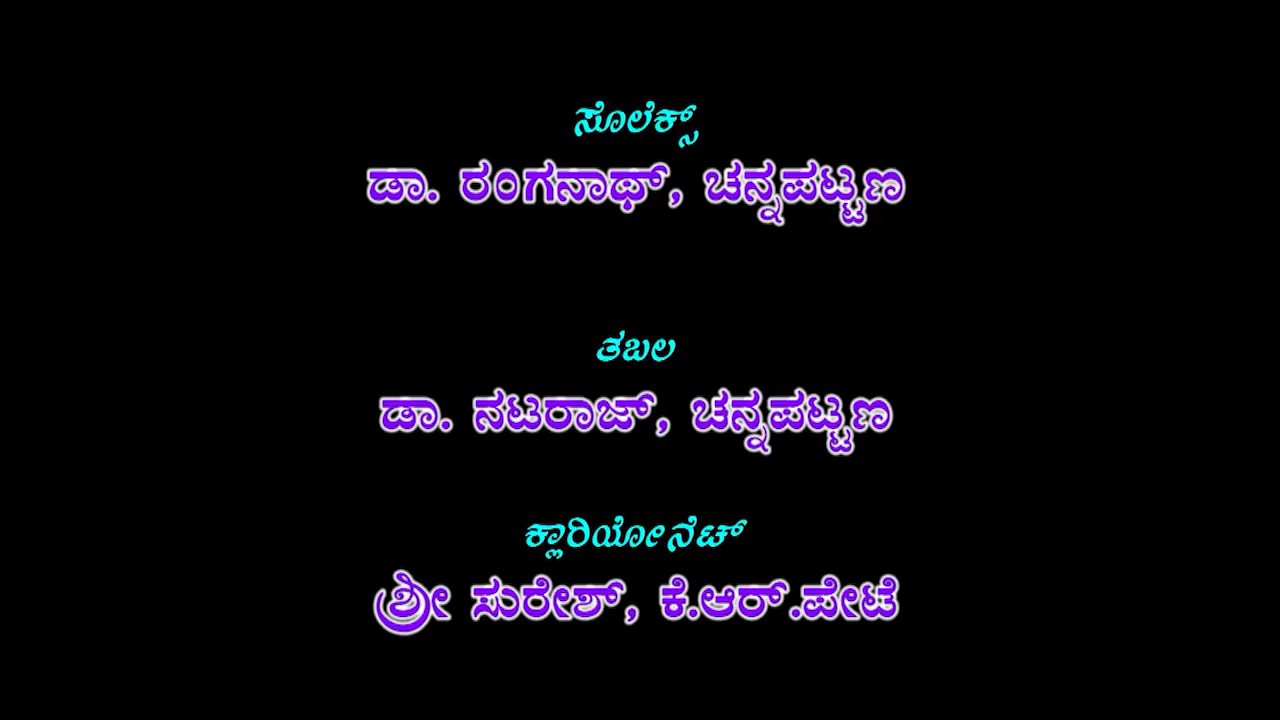 ಸೊಲೆಕ್ಸ್
ಡಾ. ರಂಗನಾಥ್, ಚನ್ನಪಟ್ಟಣ
ತಬಲ
ಡಾ. ನಟರಾಜ್, ಚನ್ನಪಟ್ಟಣ
ಕ್ಲಾರಿಯೋನೆಟ್
ಶ್ರೀ ಸುರೇಶ್, ಕೆ.ಆರ್.ಪೇಟೆ